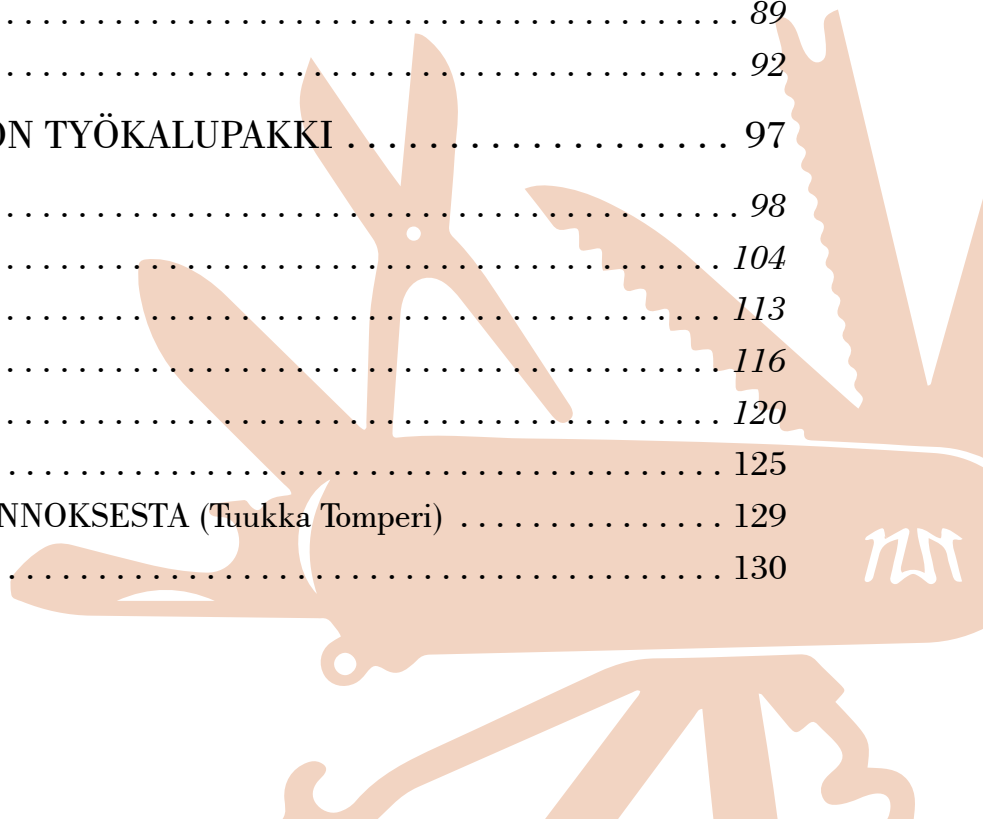 . . . . . . . . . . . . . . . . . . . . . . . . . . . . . . . . . . . . . . . . 89
. . . . . . . . . . . . . . . . . . . . . . . . . . . . . . . . . . . . . . . . 92
ON TYÖKALUPAKKI . . . . . . . . . . . . . . . . . . 97
. . . . . . . . . . . . . . . . . . . . . . . . . . . . . . . . . . . . . . . . 98
. . . . . . . . . . . . . . . . . . . . . . . . . . . . . . . . . . . . . . . 104
. . . . . . . . . . . . . . . . . . . . . . . . . . . . . . . . . . . . . . . 113
. . . . . . . . . . . . . . . . . . . . . . . . . . . . . . . . . . . . . . . 116
. . . . . . . . . . . . . . . . . . . . . . . . . . . . . . . . . . . . . . . 120
. . . . . . . . . . . . . . . . . . . . . . . . . . . . . . . . . . . . . . . 125
NNOKSESTA (Tuukka Tomperi) . . . . . . . . . . . . . . . 129
. . . . . . . . . . . . . . . . . . . . . . . . . . . . . . . . . . . . . . . 130